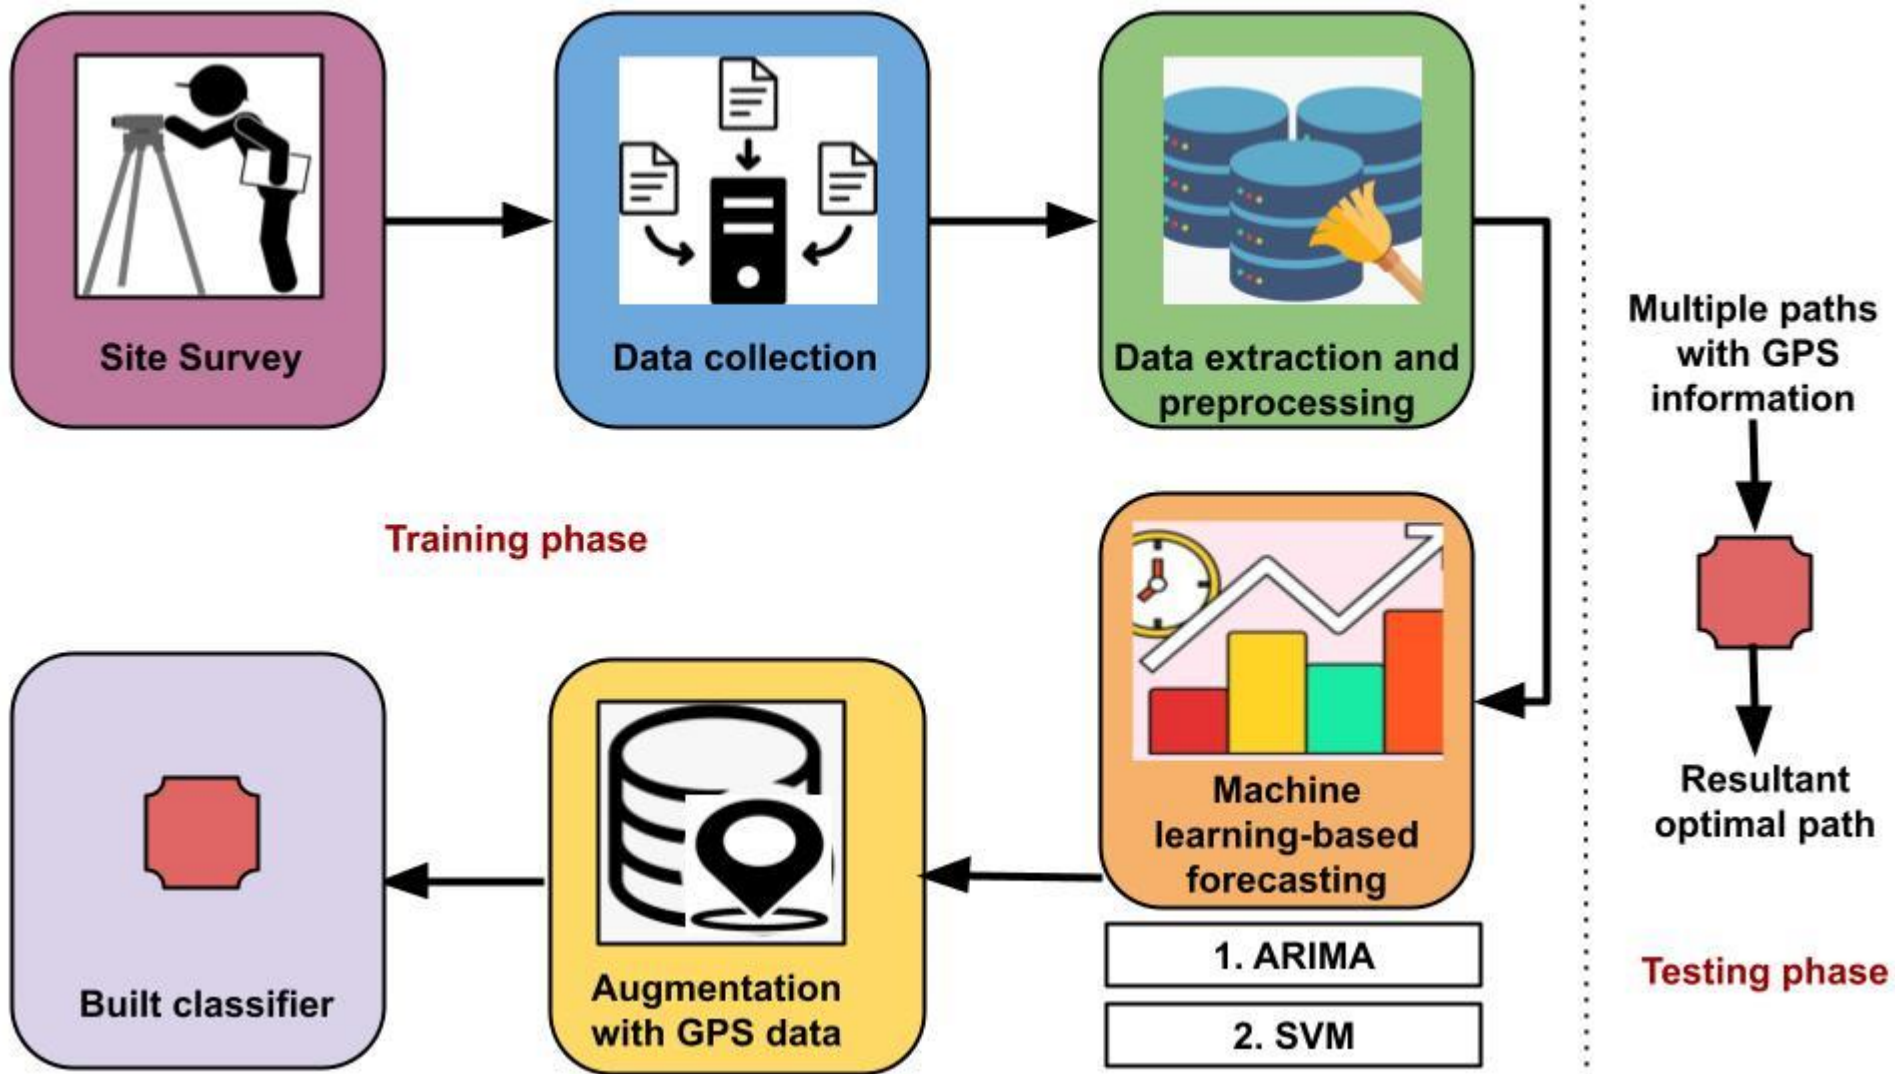 Site Survey
Data collection
Data extraction and
preprocessing
Training phase
Machine
learning-based
forecasting
1. ARIMA
2. SVM
Augmentation
with GPS data
Built classifier
Multiple paths
with GPS
information
Resultant
optimal path
Testing phase